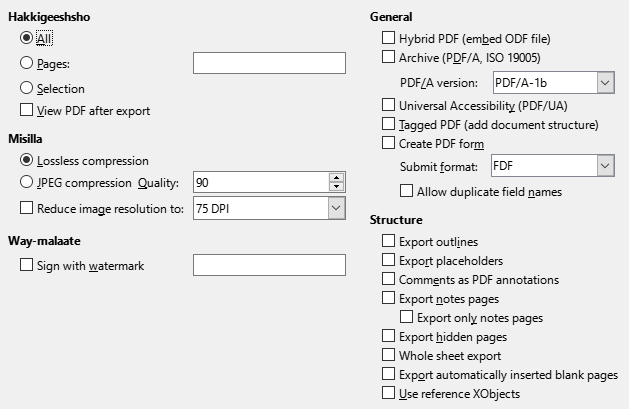 Hakkigeeshsho
All
Pages:
Selection
View PDF after export
Misilla
Lossless compression
JPEG compression Quality: 90
Reduce image resolution to: 75 DPI
Way-malaate
Sign with watermark
General
Hybrid PDF (embed ODF file)
Archive (PDF/A, ISO 19005)
PDF/A version: PDF/A-1b
Universal Accessibility (PDF/UA)
Tagged PDF (add document structure)
Create PDF form
Submit format: FDF
Allow duplicate field names
Structure
Export outlines
Export placeholders
Comments as PDF annotations
Export notes pages
Export only notes pages
Export hidden pages
Whole sheet export
Export automatically inserted blank pages
Use reference XObjects